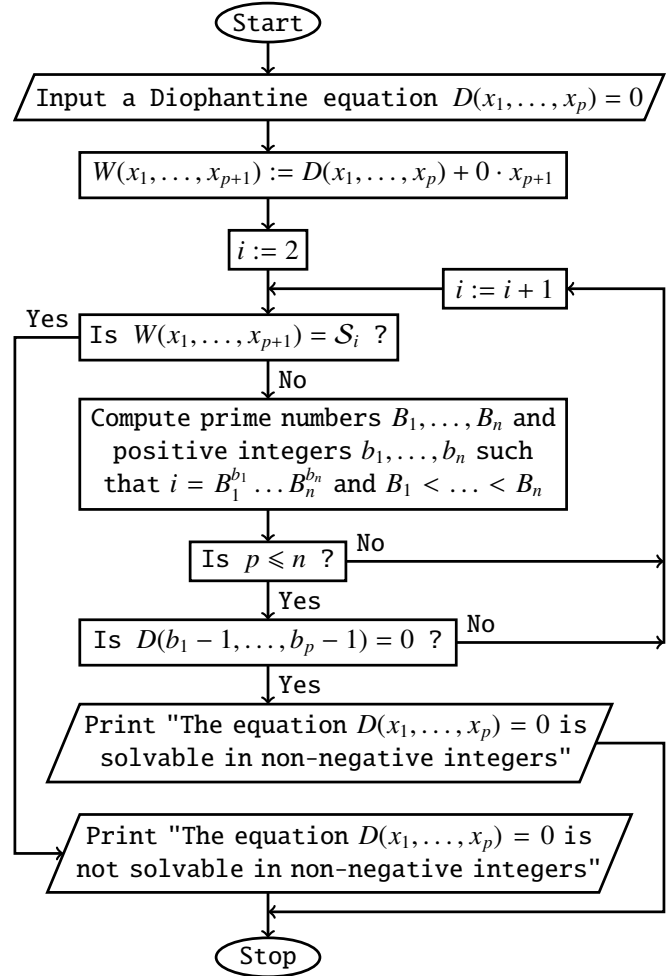 Start
Input a Diophantine equation D(x₁, …, xₚ) = 0
W(x₁, …, xₚ₊₁) := D(x₁, …, xₚ) + 0 · xₚ₊₁
i := 2
i := i + 1
Yes
Is W(x₁, …, xₚ₊₁) = 𝒮ᵢ ?
No
Compute prime numbers B₁, …, Bₙ and
positive integers b₁, …, bₙ such
that i = B₁^{b₁} … Bₙ^{bₙ} and B₁ < … < Bₙ
Is p ⩽ n ?
No
Yes
Is D(b₁ − 1, …, bₚ − 1) = 0 ?
No
Yes
Print "The equation D(x₁, …, xₚ) = 0 is
solvable in non-negative integers"
Print "The equation D(x₁, …, xₚ) = 0 is
not solvable in non-negative integers"
Stop